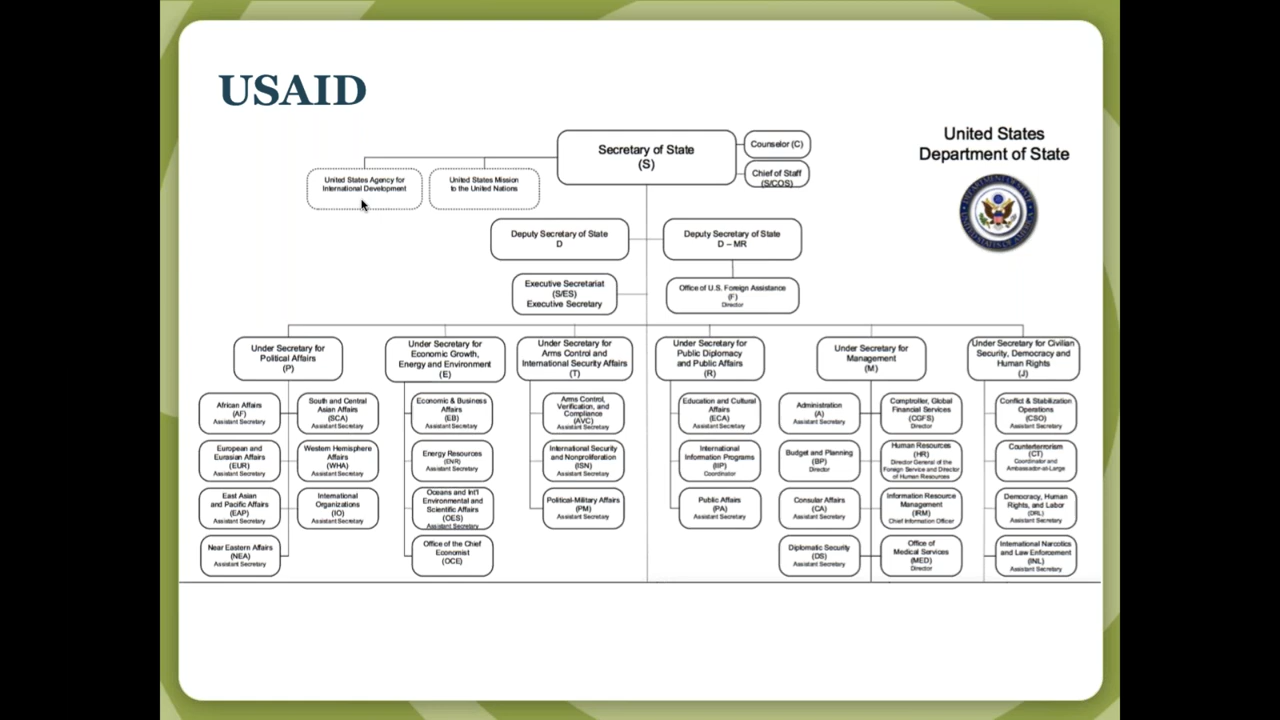 USAID
United States
Department of State
Secretary of State
(S)
Counselor (C)
Chief of Staff
(S/COS)
United States Agency for
International Development
United States Mission
to the United Nations
Deputy Secretary of State
D
Deputy Secretary of State
D – MR
Executive Secretariat
(S/ES)
Executive Secretary
Office of U.S. Foreign Assistance
(F)
Director
Under Secretary for
Political Affairs
(P)
Under Secretary for
Economic Growth,
Energy and Environment
(E)
Under Secretary for
Arms Control and
International Security Affairs
(T)
Under Secretary for
Public Diplomacy
and Public Affairs
(R)
Under Secretary for
Management
(M)
Under Secretary for Civilian
Security, Democracy and
Human Rights
(J)
African Affairs
(AF)
Assistant Secretary
South and Central
Asian Affairs
(SCA)
Assistant Secretary
European and
Eurasian Affairs
(EUR)
Assistant Secretary
Western Hemisphere
Affairs
(WHA)
Assistant Secretary
East Asian
and Pacific Affairs
(EAP)
Assistant Secretary
International
Organizations
(IO)
Assistant Secretary
Near Eastern Affairs
(NEA)
Assistant Secretary
Economic & Business
Affairs
(EB)
Assistant Secretary
Energy Resources
(ENR)
Assistant Secretary
Oceans and Int'l
Environmental and
Scientific Affairs
(OES)
Assistant Secretary
Office of the Chief
Economist
(OCE)
Arms Control,
Verification, and
Compliance
(AVC)
Assistant Secretary
International Security
and Nonproliferation
(ISN)
Assistant Secretary
Political-Military Affairs
(PM)
Assistant Secretary
Education and Cultural
Affairs
(ECA)
Assistant Secretary
International
Information Programs
(IIP)
Coordinator
Public Affairs
(PA)
Assistant Secretary
Administration
(A)
Assistant Secretary
Comptroller, Global
Financial Services
(CGFS)
Director
Budget and Planning
(BP)
Director
Human Resources
(HR)
Director General of the
Foreign Service and Director
of Human Resources
Consular Affairs
(CA)
Assistant Secretary
Information Resource
Management
(IRM)
Chief Information Officer
Diplomatic Security
(DS)
Assistant Secretary
Office of
Medical Services
(MED)
Director
Conflict & Stabilization
Operations
(CSO)
Assistant Secretary
Counterterrorism
(CT)
Coordinator and
Ambassador-at-Large
Democracy, Human
Rights, and Labor
(DRL)
Assistant Secretary
International Narcotics
and Law Enforcement
(INL)
Assistant Secretary